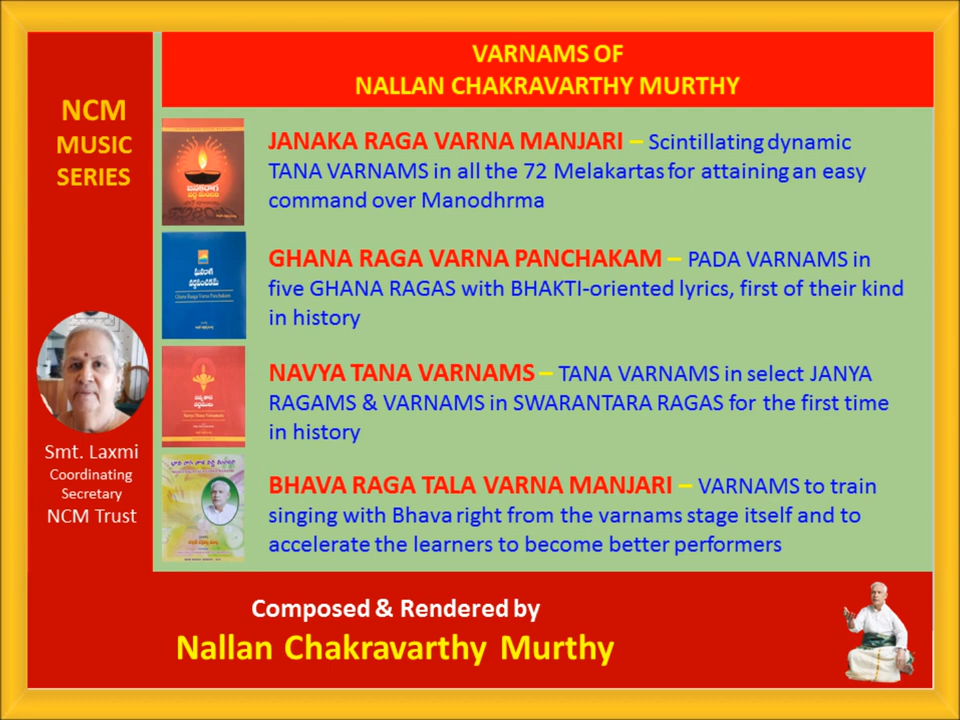 VARNAMS OF
NALLAN CHAKRAVARTHY MURTHY
NCM
MUSIC
SERIES
JANAKA RAGA VARNA MANJARI – Scintillating dynamic
TANA VARNAMS in all the 72 Melakartas for attaining an easy
command over Manodhrma
GHANA RAGA VARNA PANCHAKAM – PADA VARNAMS in
five GHANA RAGAS with BHAKTI-oriented lyrics, first of their kind
in history
NAVYA TANA VARNAMS – TANA VARNAMS in select JANYA
RAGAMS & VARNAMS in SWARANTARA RAGAS for the first time
in history
BHAVA RAGA TALA VARNA MANJARI – VARNAMS to train
singing with Bhava right from the varnams stage itself and to
accelerate the learners to become better performers
Smt. Laxmi
Coordinating
Secretary
NCM Trust
Composed & Rendered by
Nallan Chakravarthy Murthy